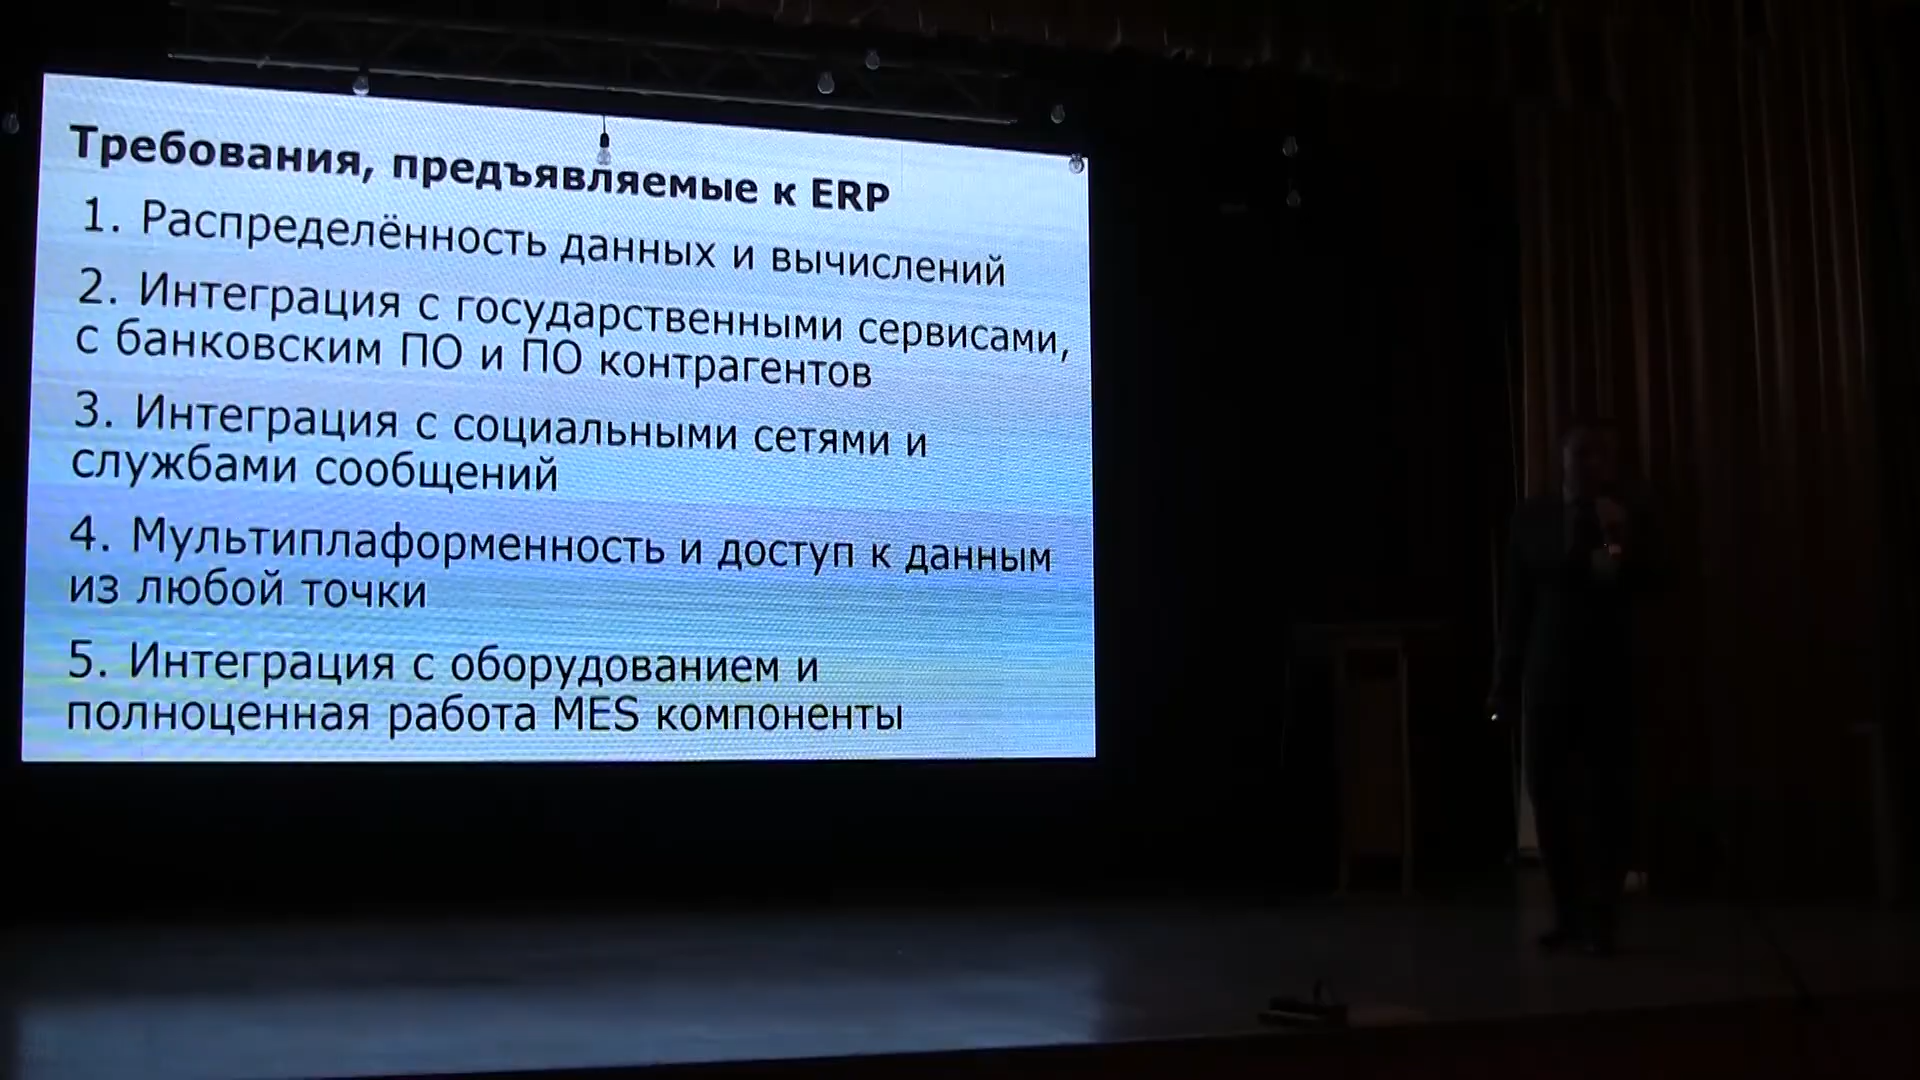 Требования, предъявляемые к ERP
1. Распределённость данных и вычислений
2. Интеграция с государственными сервисами,
с банковским ПО и ПО контрагентов
3. Интеграция с социальными сетями и
службами сообщений
4. Мультиплаформенность и доступ к данным
из любой точки
5. Интеграция с оборудованием и
полноценная работа MES компоненты